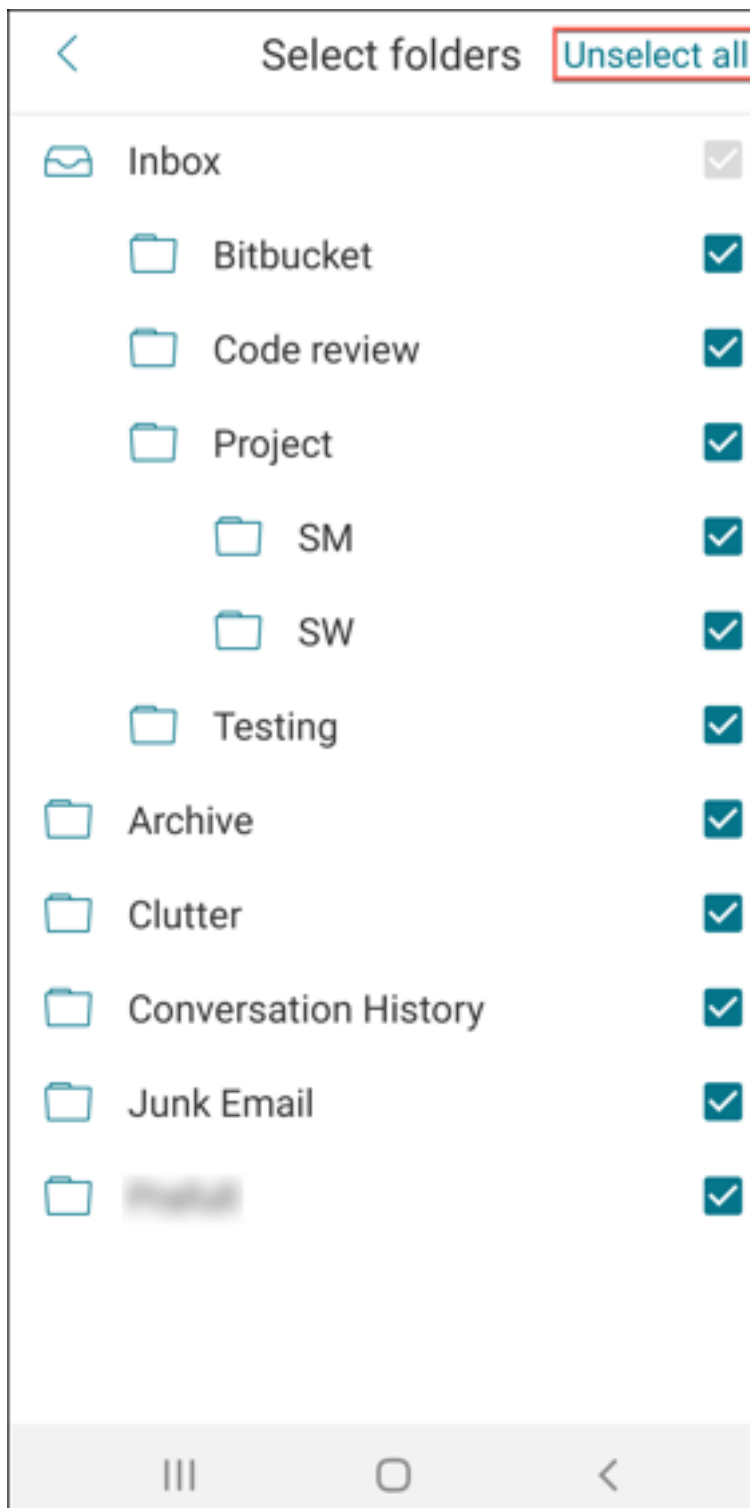 Select folders Unselect all
Inbox
Bitbucket
Code review
Project
SM
SW
Testing
Archive
Clutter
Conversation History
Junk Email